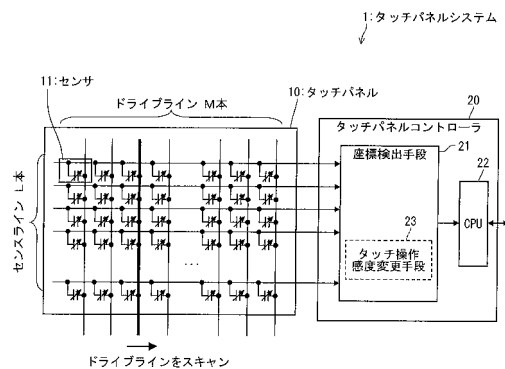 1:タッチパネルシステム
11:センサ
ドライブライン M本
10:タッチパネル
20
タッチパネルコントローラ
座標検出手段
21
22
CPU
23
タッチ操作
感度変更手段
センスライン L本
...
ドライブラインをスキャン